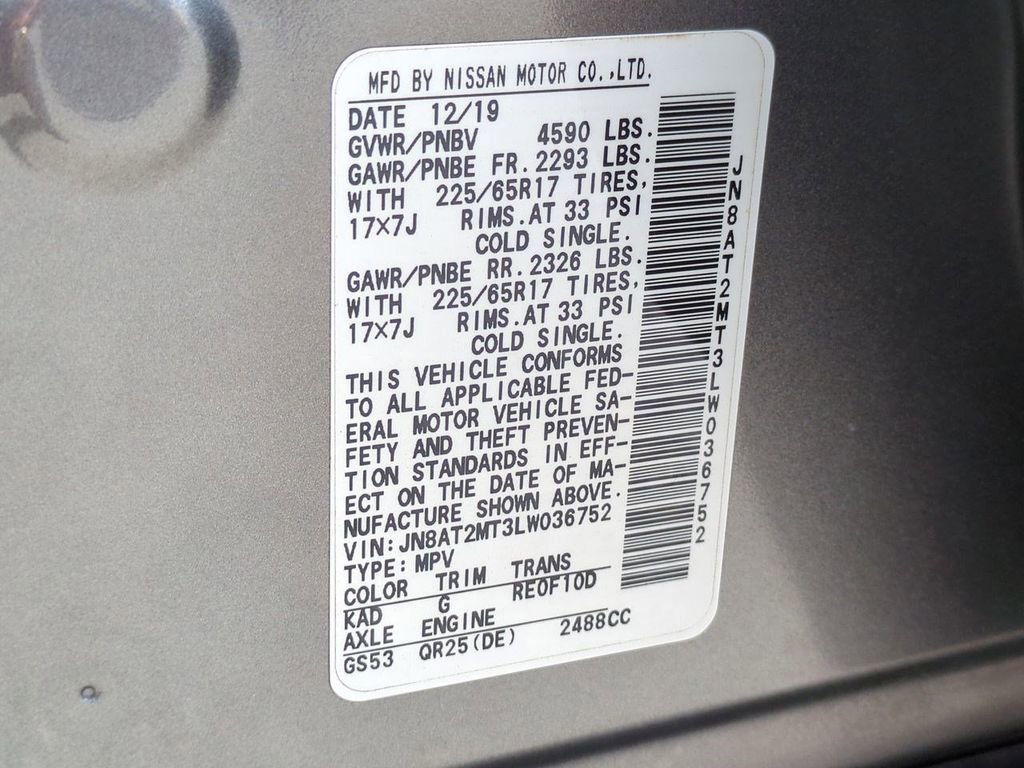 MFD BY NISSAN MOTOR CO.,LTD.
DATE 12/19
GVWR/PNBV 4590 LBS.
GAWR/PNBE FR. 2293 LBS.
WITH 225/65R17 TIRES,
17×7J RIMS.AT 33 PSI
COLD SINGLE.
GAWR/PNBE RR. 2326 LBS.
WITH 225/65R17 TIRES,
17×7J RIMS.AT 33 PSI
COLD SINGLE.
THIS VEHICLE CONFORMS
TO ALL APPLICABLE FED-
ERAL MOTOR VEHICLE SA-
FETY AND THEFT PREVEN-
TION STANDARDS IN EFF-
ECT ON THE DATE OF MA-
NUFACTURE SHOWN ABOVE.
VIN:JN8AT2MT3LW036752
TYPE:MPV
COLOR TRIM TRANS
KAD G RE0F10D
AXLE ENGINE
GS53 QR25(DE) 2488CC
JN8AT2MT3LW036752